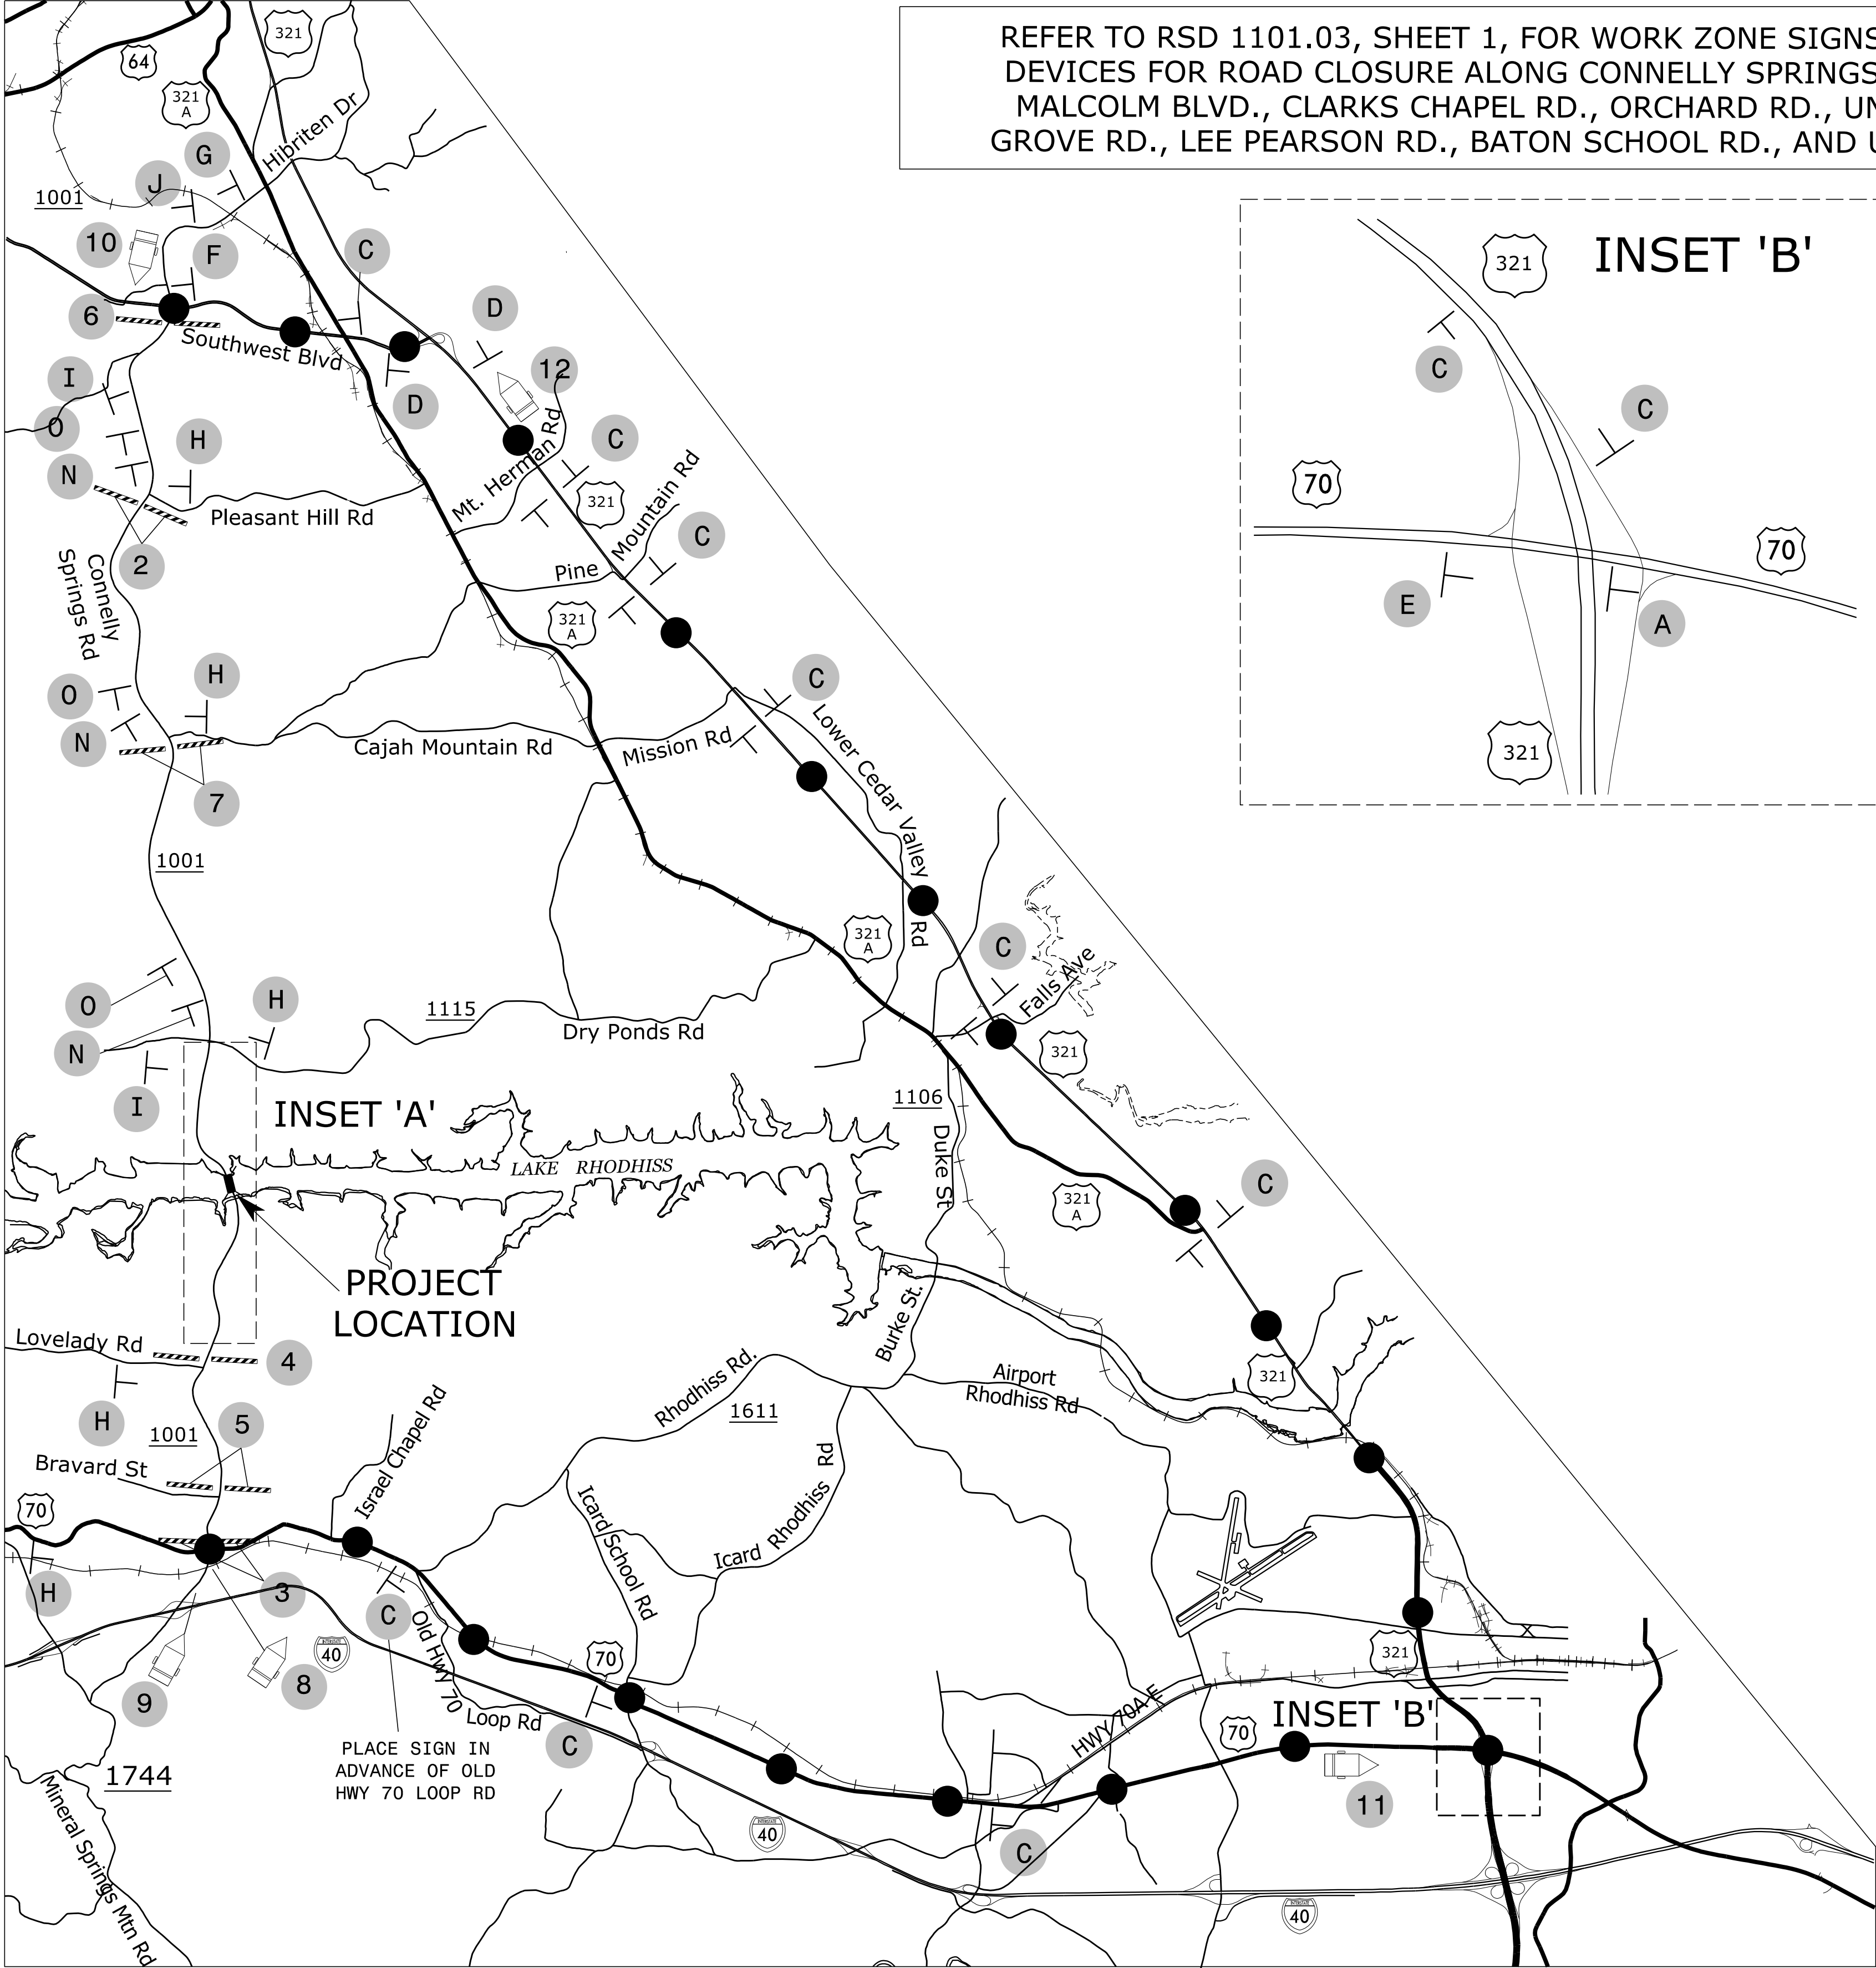 REFER TO RSD 1101.03, SHEET 1, FOR WORK ZONE SIGNS
DEVICES FOR ROAD CLOSURE ALONG CONNELLY SPRINGS
MALCOLM BLVD., CLARKS CHAPEL RD., ORCHARD RD.,
GROVE RD., LEE PEARSON RD., BATON SCHOOL RD., AND
321
64
321
A
Hibriten Dr
G
J
1001
10
F
C
6
Southwest Blvd
D
D
12
I
O
H
N
Mt. Herman Rd
C
321
Mountain Rd
Pleasant Hill Rd
2
C
Pine
Connelly
Springs Rd
321
A
O
H
N
C
Cajah Mountain Rd
Mission Rd
Lower Cedar Valley Rd
7
1001
321
A
C
Falls Ave
O
H
1115
Dry Ponds Rd
N
321
I
INSET 'A'
1106
Duke St
LAKE RHODHISS
C
321
A
PROJECT
LOCATION
Burke St.
Lovelady Rd
4
Rhodhiss Rd.
Airport
Rhodhiss Rd
321
H
1611
1001
5
Israel Chapel Rd
Bravard St
Icard School Rd
Icard Rhodhiss Rd
70
H
3
C
Old Hwy 70
Loop Rd
40
8
9
70
321
INSET 'B'
HWY 70A E
70
C
PLACE SIGN IN
ADVANCE OF OLD
HWY 70 LOOP RD
1744
11
40
C
Mineral Springs Mtn Rd
40
INSET 'B'
321
C
C
70
70
E
A
321